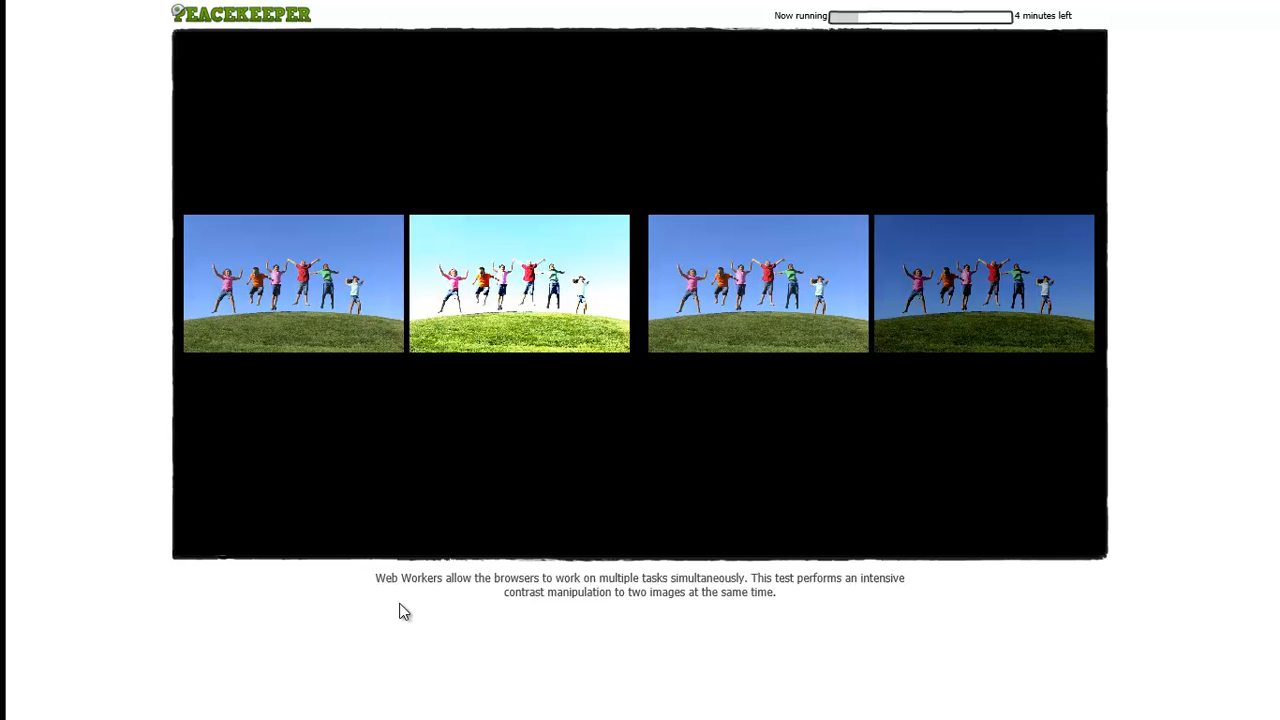 PEACEKEEPER
Now running
4 minutes left
Web Workers allow the browsers to work on multiple tasks simultaneously. This test performs an intensive
contrast manipulation to two images at the same time.